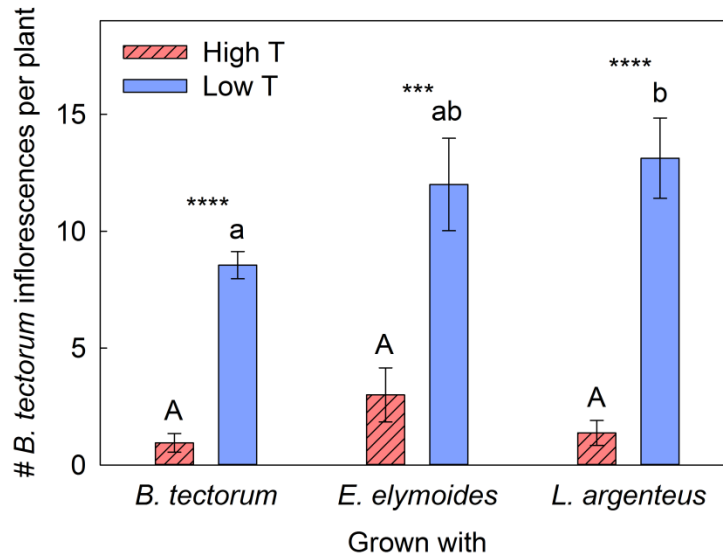 # B. tectorum inflorescences per plant
High T
Low T
15
10
5
0
****
a
A
***
ab
A
****
b
A
B. tectorum
E. elymoides
L. argenteus
Grown with